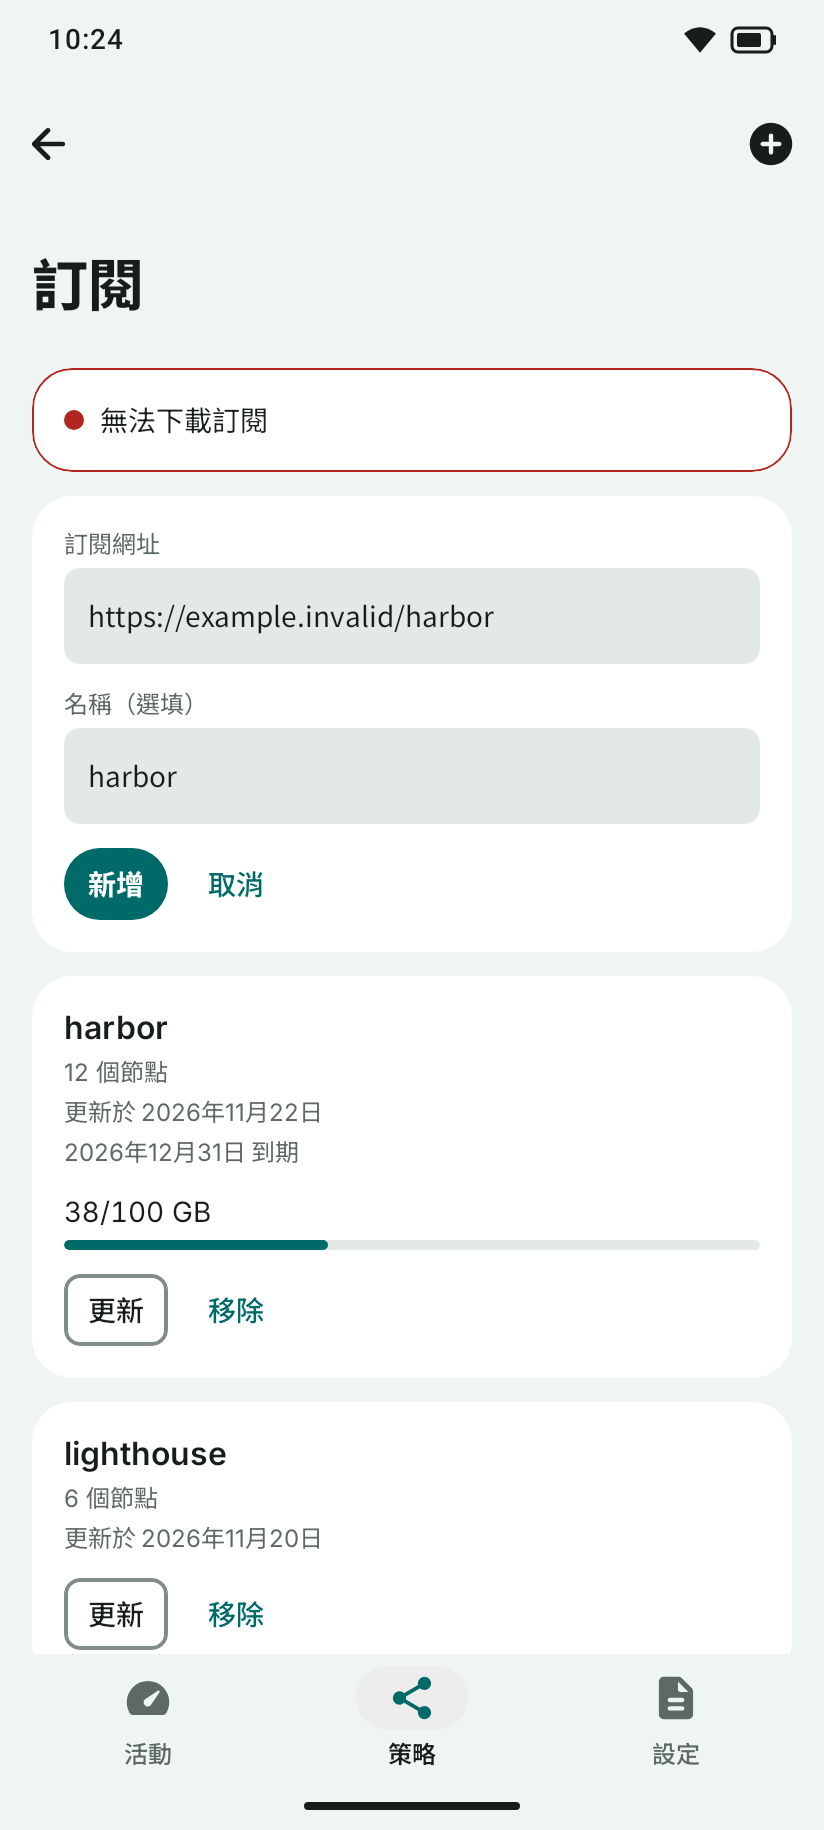 10:24
訂閱
無法下載訂閱
訂閱網址
https://example.invalid/harbor
名稱（選填）
harbor
新增
取消
harbor
12 個節點
更新於 2026年11月22日
2026年12月31日 到期
38/100 GB
更新
移除
lighthouse
6 個節點
更新於 2026年11月20日
更新
移除
活動
策略
設定